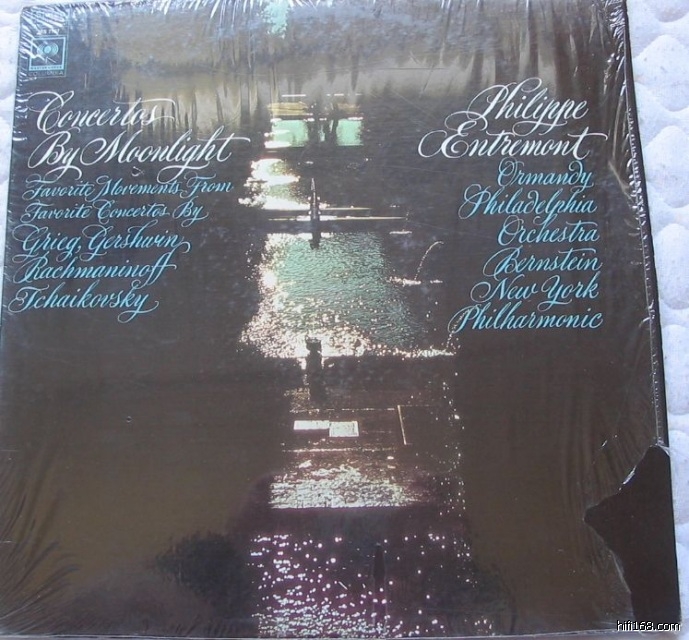 Concertos
By Moonlight
Favorite Movements From
Favorite Concertos By
Grieg, Gershwin,
Rachmaninoff
Tchaikovsky
Philippe
Entremont
Ormandy
Philadelphia
Orchestra
Bernstein
New York
Philharmonic
hifi168.com